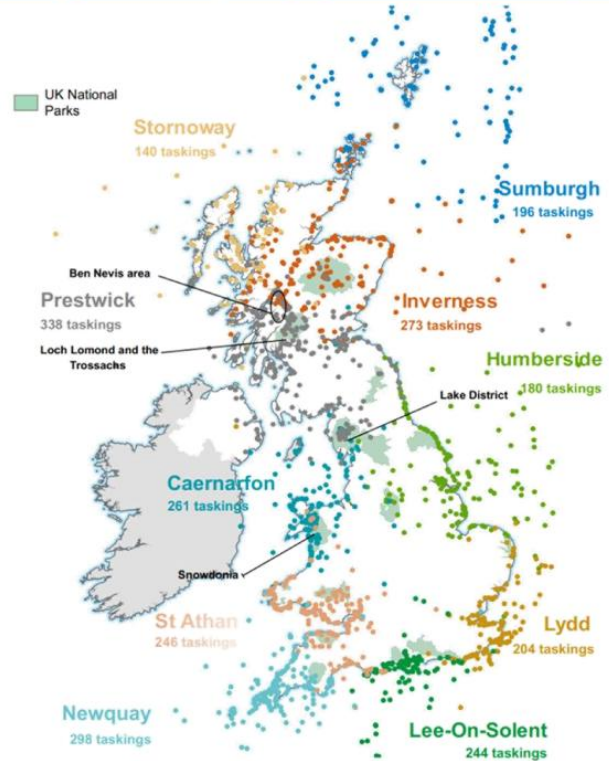 UK National
Parks
Stornoway
140 taskings
Sumburgh
196 taskings
Ben Nevis area
Prestwick
338 taskings
Inverness
273 taskings
Loch Lomond and the
Trossachs
Humberside
180 taskings
Lake District
Caernarfon
261 taskings
Snowdonia
St Athan
246 taskings
Lydd
204 taskings
Newquay
298 taskings
Lee-On-Solent
244 taskings